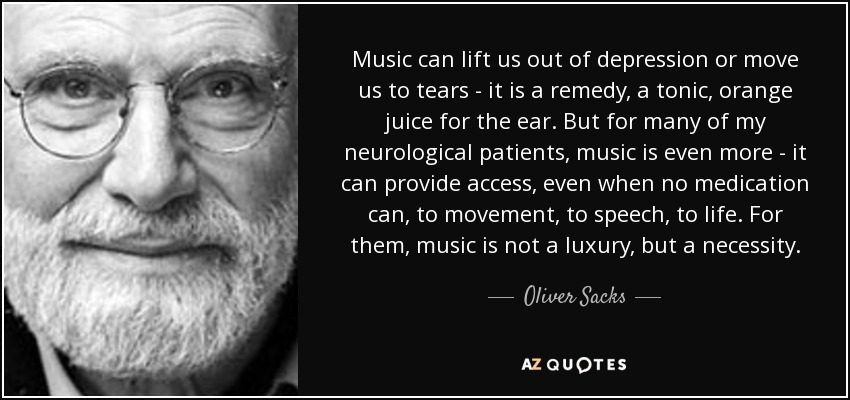 Music can lift us out of depression or move
us to tears - it is a remedy, a tonic, orange
juice for the ear. But for many of my
neurological patients, music is even more - it
can provide access, even when no medication
can, to movement, to speech, to life. For
them, music is not a luxury, but a necessity.
Oliver Sacks
AZ QUOTES